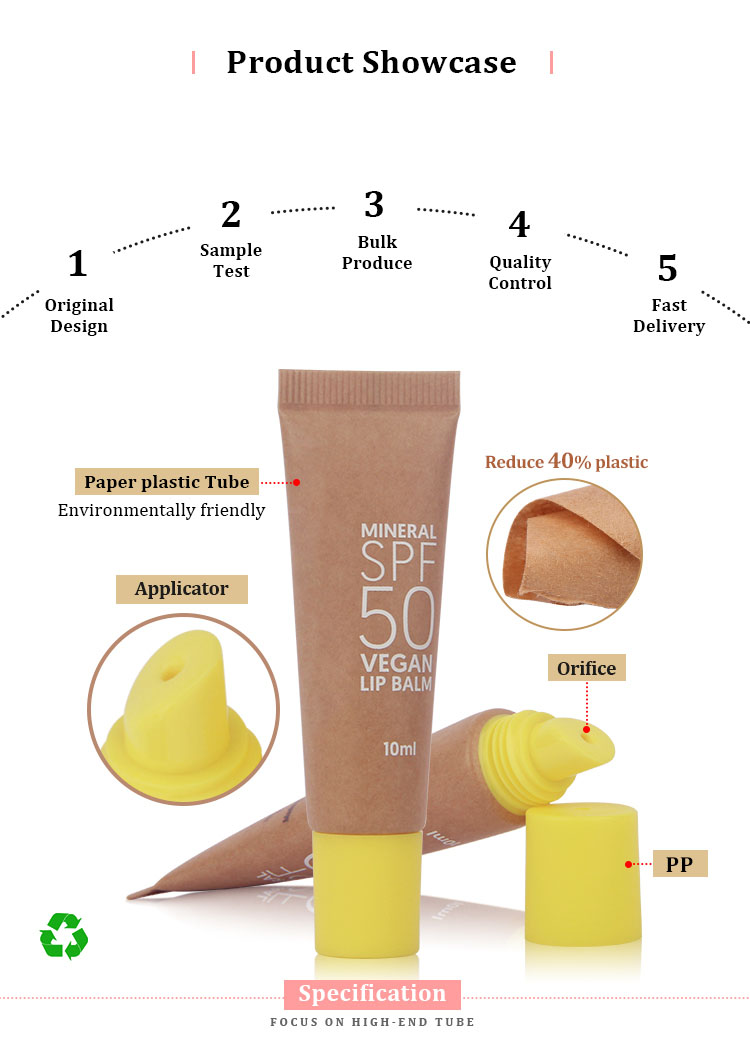 Product Showcase
1
Original
Design
2
Sample
Test
3
Bulk
Produce
4
Quality
Control
5
Fast
Delivery
Paper plastic Tube
Environmentally friendly
Reduce 40% plastic
Applicator
MINERAL
SPF
50
VEGAN
LIP BALM
10ml
Orifice
PP
Specification
FOCUS ON HIGH-END TUBE